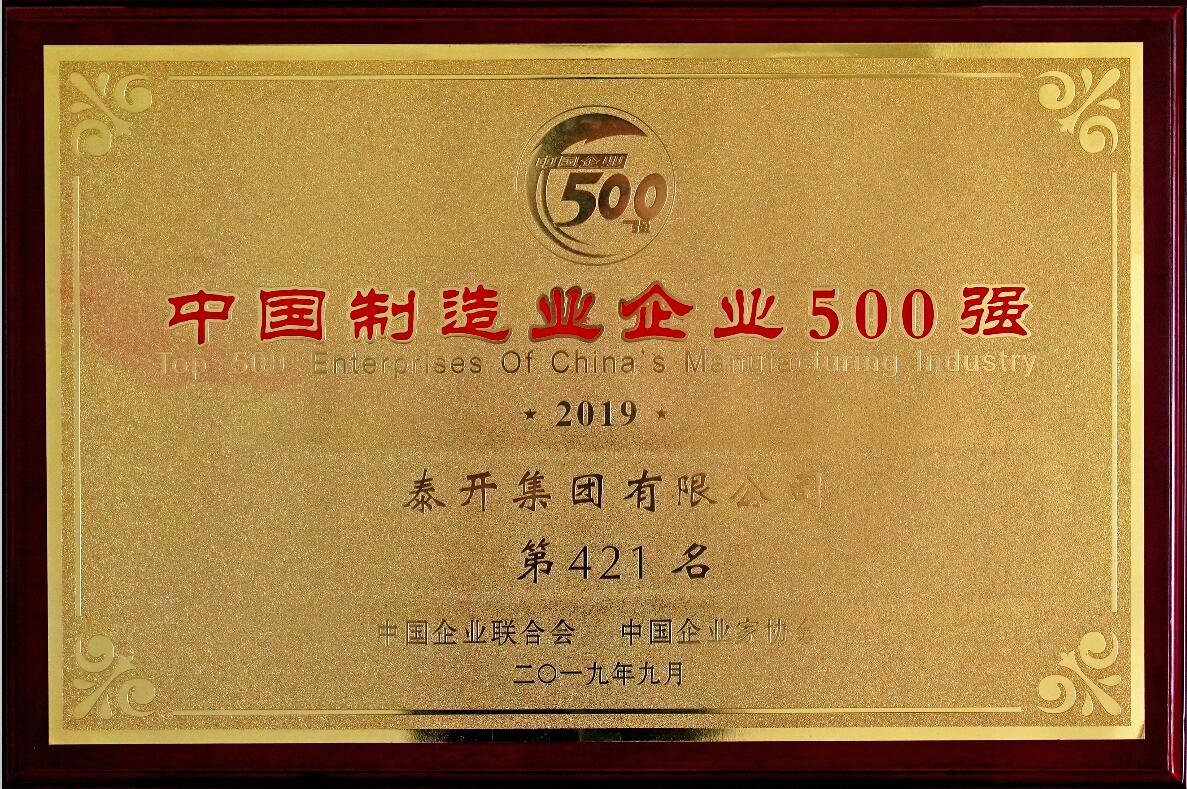 中国企业
500
强
中国制造业企业500强
Top 500 Enterprises Of China's Manufacturing Industry
★ 2019 ★
泰开集团有限公司
第421名
中国企业联合会 中国企业家协会
二〇一九年九月